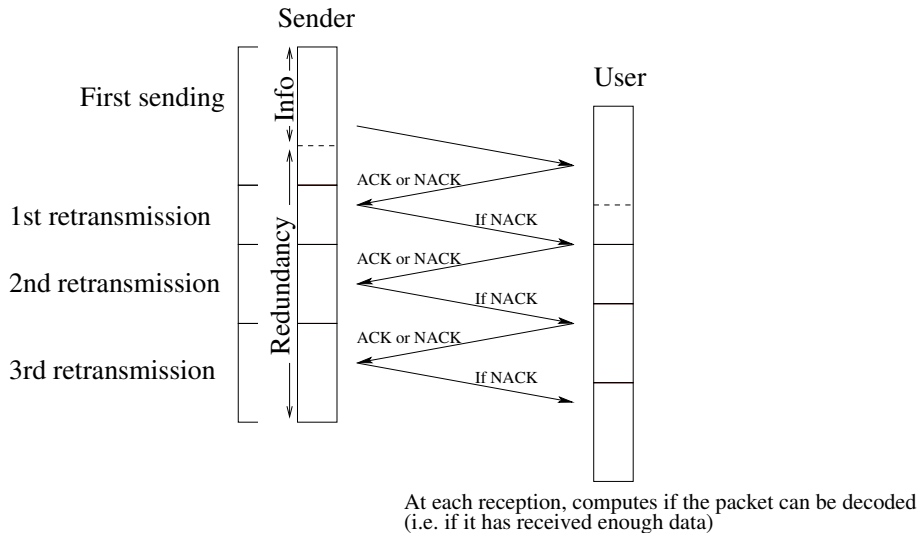 Sender
User
First sending
Info
ACK or NACK
1st retransmission
If NACK
Redundancy
ACK or NACK
2nd retransmission
If NACK
ACK or NACK
3rd retransmission
If NACK
At each reception, computes if the packet can be decoded
(i.e. if it has received enough data)